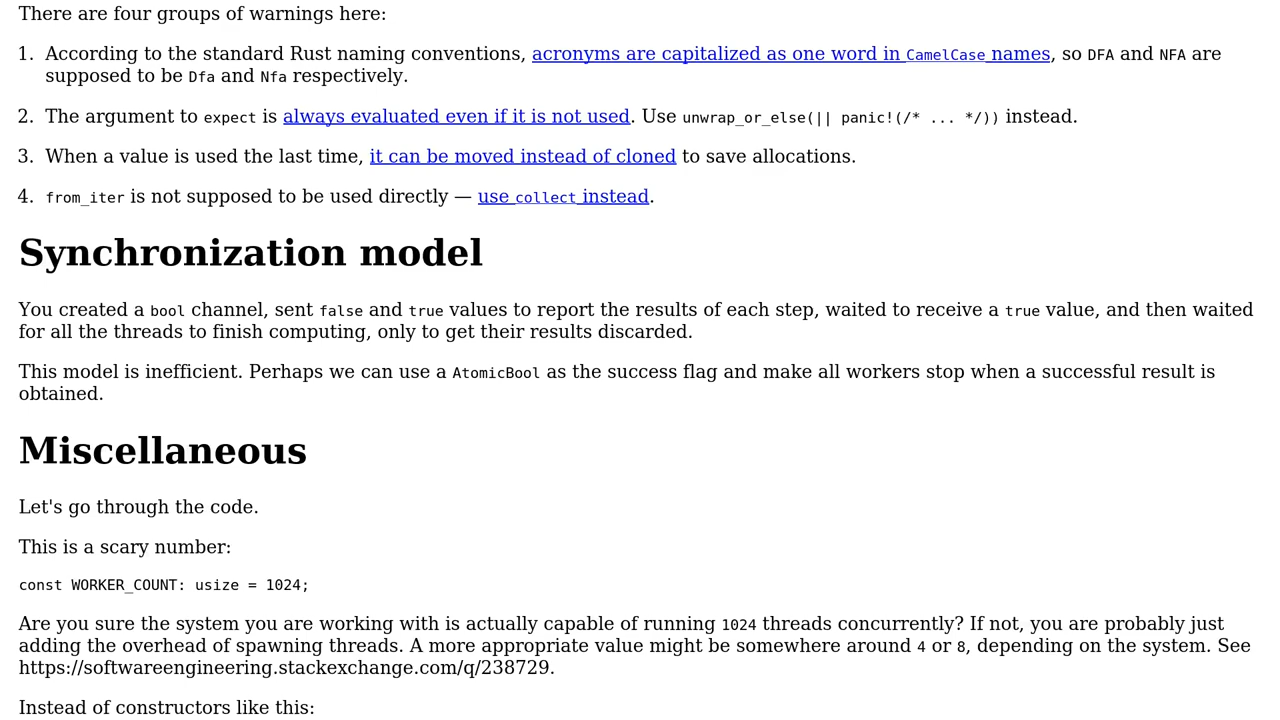 There are four groups of warnings here:
1. According to the standard Rust naming conventions, acronyms are capitalized as one word in CamelCase names, so DFA and NFA are
supposed to be Dfa and Nfa respectively.
2. The argument to expect is always evaluated even if it is not used. Use unwrap_or_else(|| panic!(/* ... */)) instead.
3. When a value is used the last time, it can be moved instead of cloned to save allocations.
4. from_iter is not supposed to be used directly — use collect instead.
Synchronization model
You created a bool channel, sent false and true values to report the results of each step, waited to receive a true value, and then waited
for all the threads to finish computing, only to get their results discarded.
This model is inefficient. Perhaps we can use a AtomicBool as the success flag and make all workers stop when a successful result is
obtained.
Miscellaneous
Let's go through the code.
This is a scary number:
const WORKER_COUNT: usize = 1024;
Are you sure the system you are working with is actually capable of running 1024 threads concurrently? If not, you are probably just
adding the overhead of spawning threads. A more appropriate value might be somewhere around 4 or 8, depending on the system. See
https://softwareengineering.stackexchange.com/q/238729.
Instead of constructors like this: